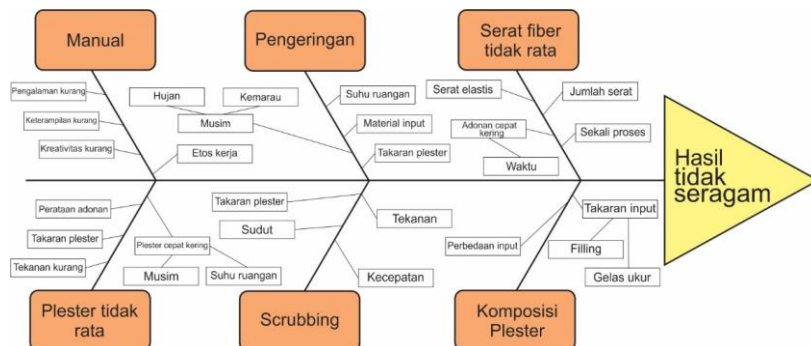 Manual
Pengeringan
Serat fiber
tidak rata
Pengalaman kurang
Keterampilan kurang
Kreativitas kurang
Etos kerja
Hujan
Kemarau
Musim
Suhu ruangan
Material input
Takaran plester
Serat elastis
Jumlah serat
Adonan cepat
kering
Sekali proses
Waktu
Hasil
tidak
seragam
Perataan adonan
Takaran plester
Tekanan kurang
Plester cepat kering
Musim
Suhu ruangan
Takaran plester
Sudut
Tekanan
Kecepatan
Perbedaan input
Takaran input
Filling
Gelas ukur
Plester tidak
rata
Scrubbing
Komposisi
Plester